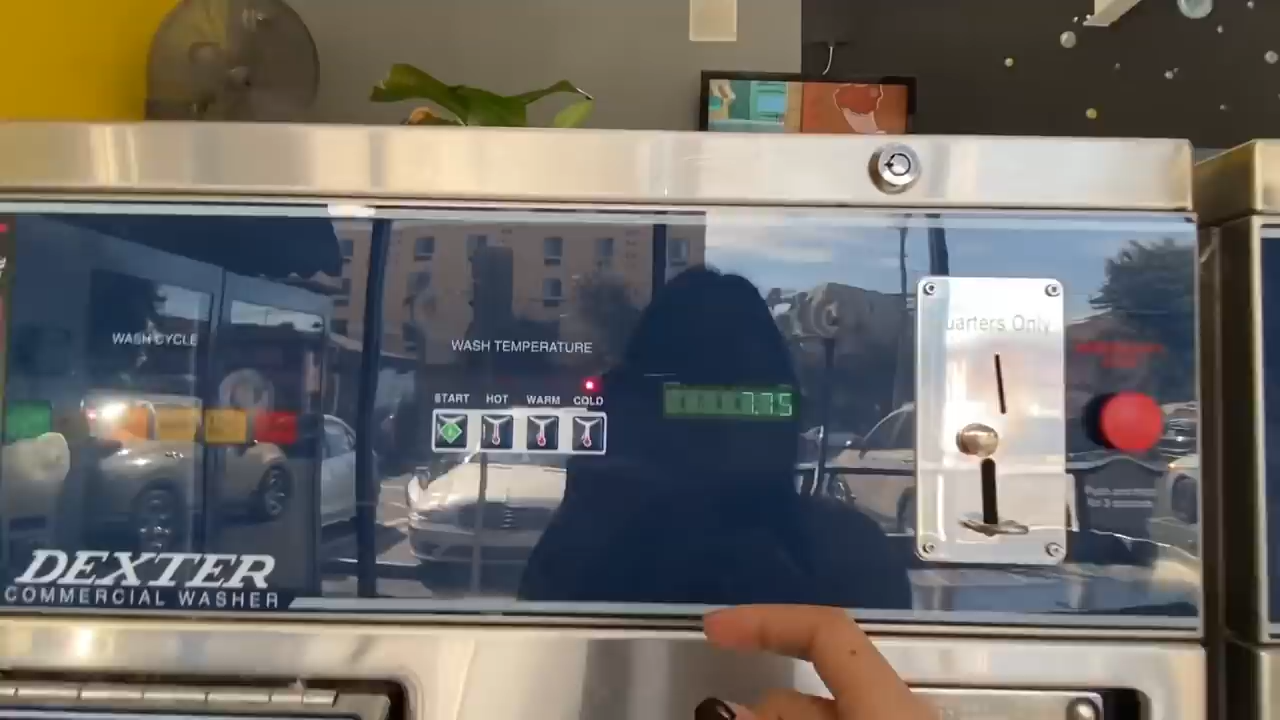 WASH CYCLE
WASH TEMPERATURE
START HOT WARM COLD
7.75
uarters Only
DEXTER
COMMERCIAL WASHER